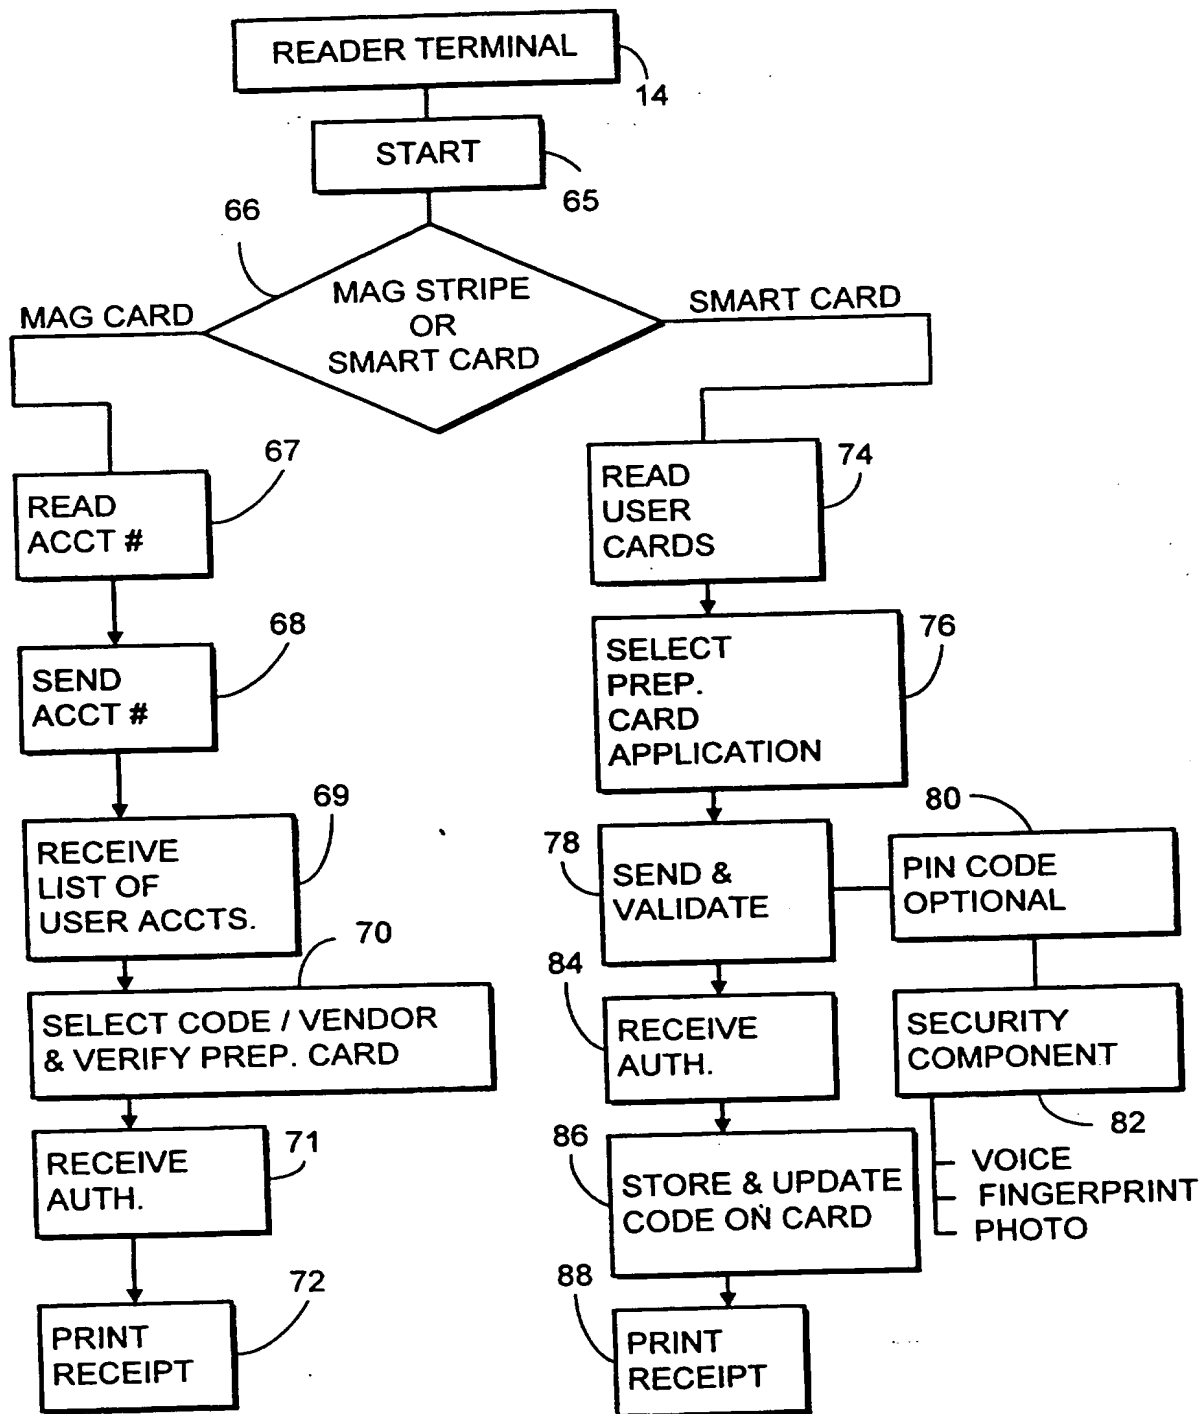 READER TERMINAL
14
START
65
66
MAG STRIPE
OR
SMART CARD
MAG CARD
SMART CARD
READ
ACCT #
67
SEND
ACCT #
68
RECEIVE
LIST OF
USER ACCTS.
69
SELECT CODE / VENDOR
& VERIFY PREP. CARD
70
RECEIVE
AUTH.
71
PRINT
RECEIPT
72
READ
USER
CARDS
74
SELECT
PREP.
CARD
APPLICATION
76
SEND &
VALIDATE
78
PIN CODE
OPTIONAL
80
SECURITY
COMPONENT
82
VOICE
FINGERPRINT
PHOTO
RECEIVE
AUTH.
84
STORE & UPDATE
CODE ON CARD
86
PRINT
RECEIPT
88